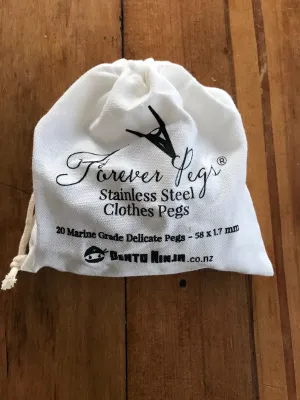 Forever Pegs®
Stainless Steel
Clothes Pegs
20 Marine Grade Delicate Pegs - 58 x 1.7 mm
BENTO NINJA.co.nz